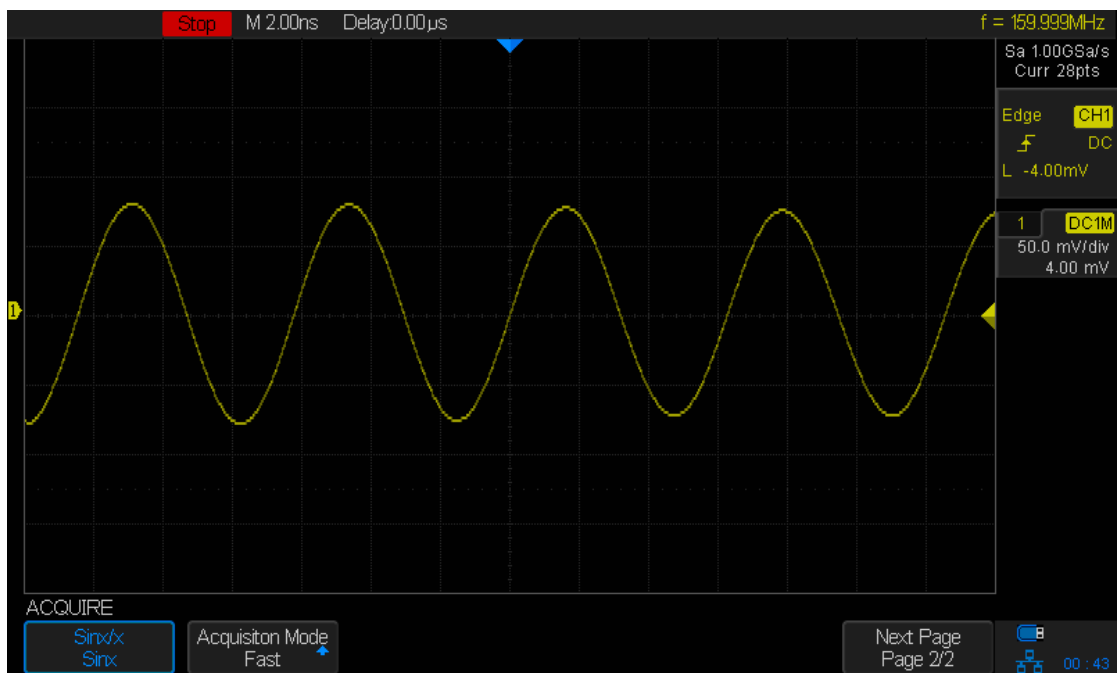 Stop M 2.00ns Delay:0.00µs f = 159.999MHz
Sa 1.00GSa/s
Curr 28pts
Edge CH1
DC
L -4.00mV
1 DC1M
50.0 mV/div
4.00 mV
1
ACQUIRE
Sinx/x
Sinx
Acquisiton Mode
Fast
Next Page
Page 2/2
00 : 43